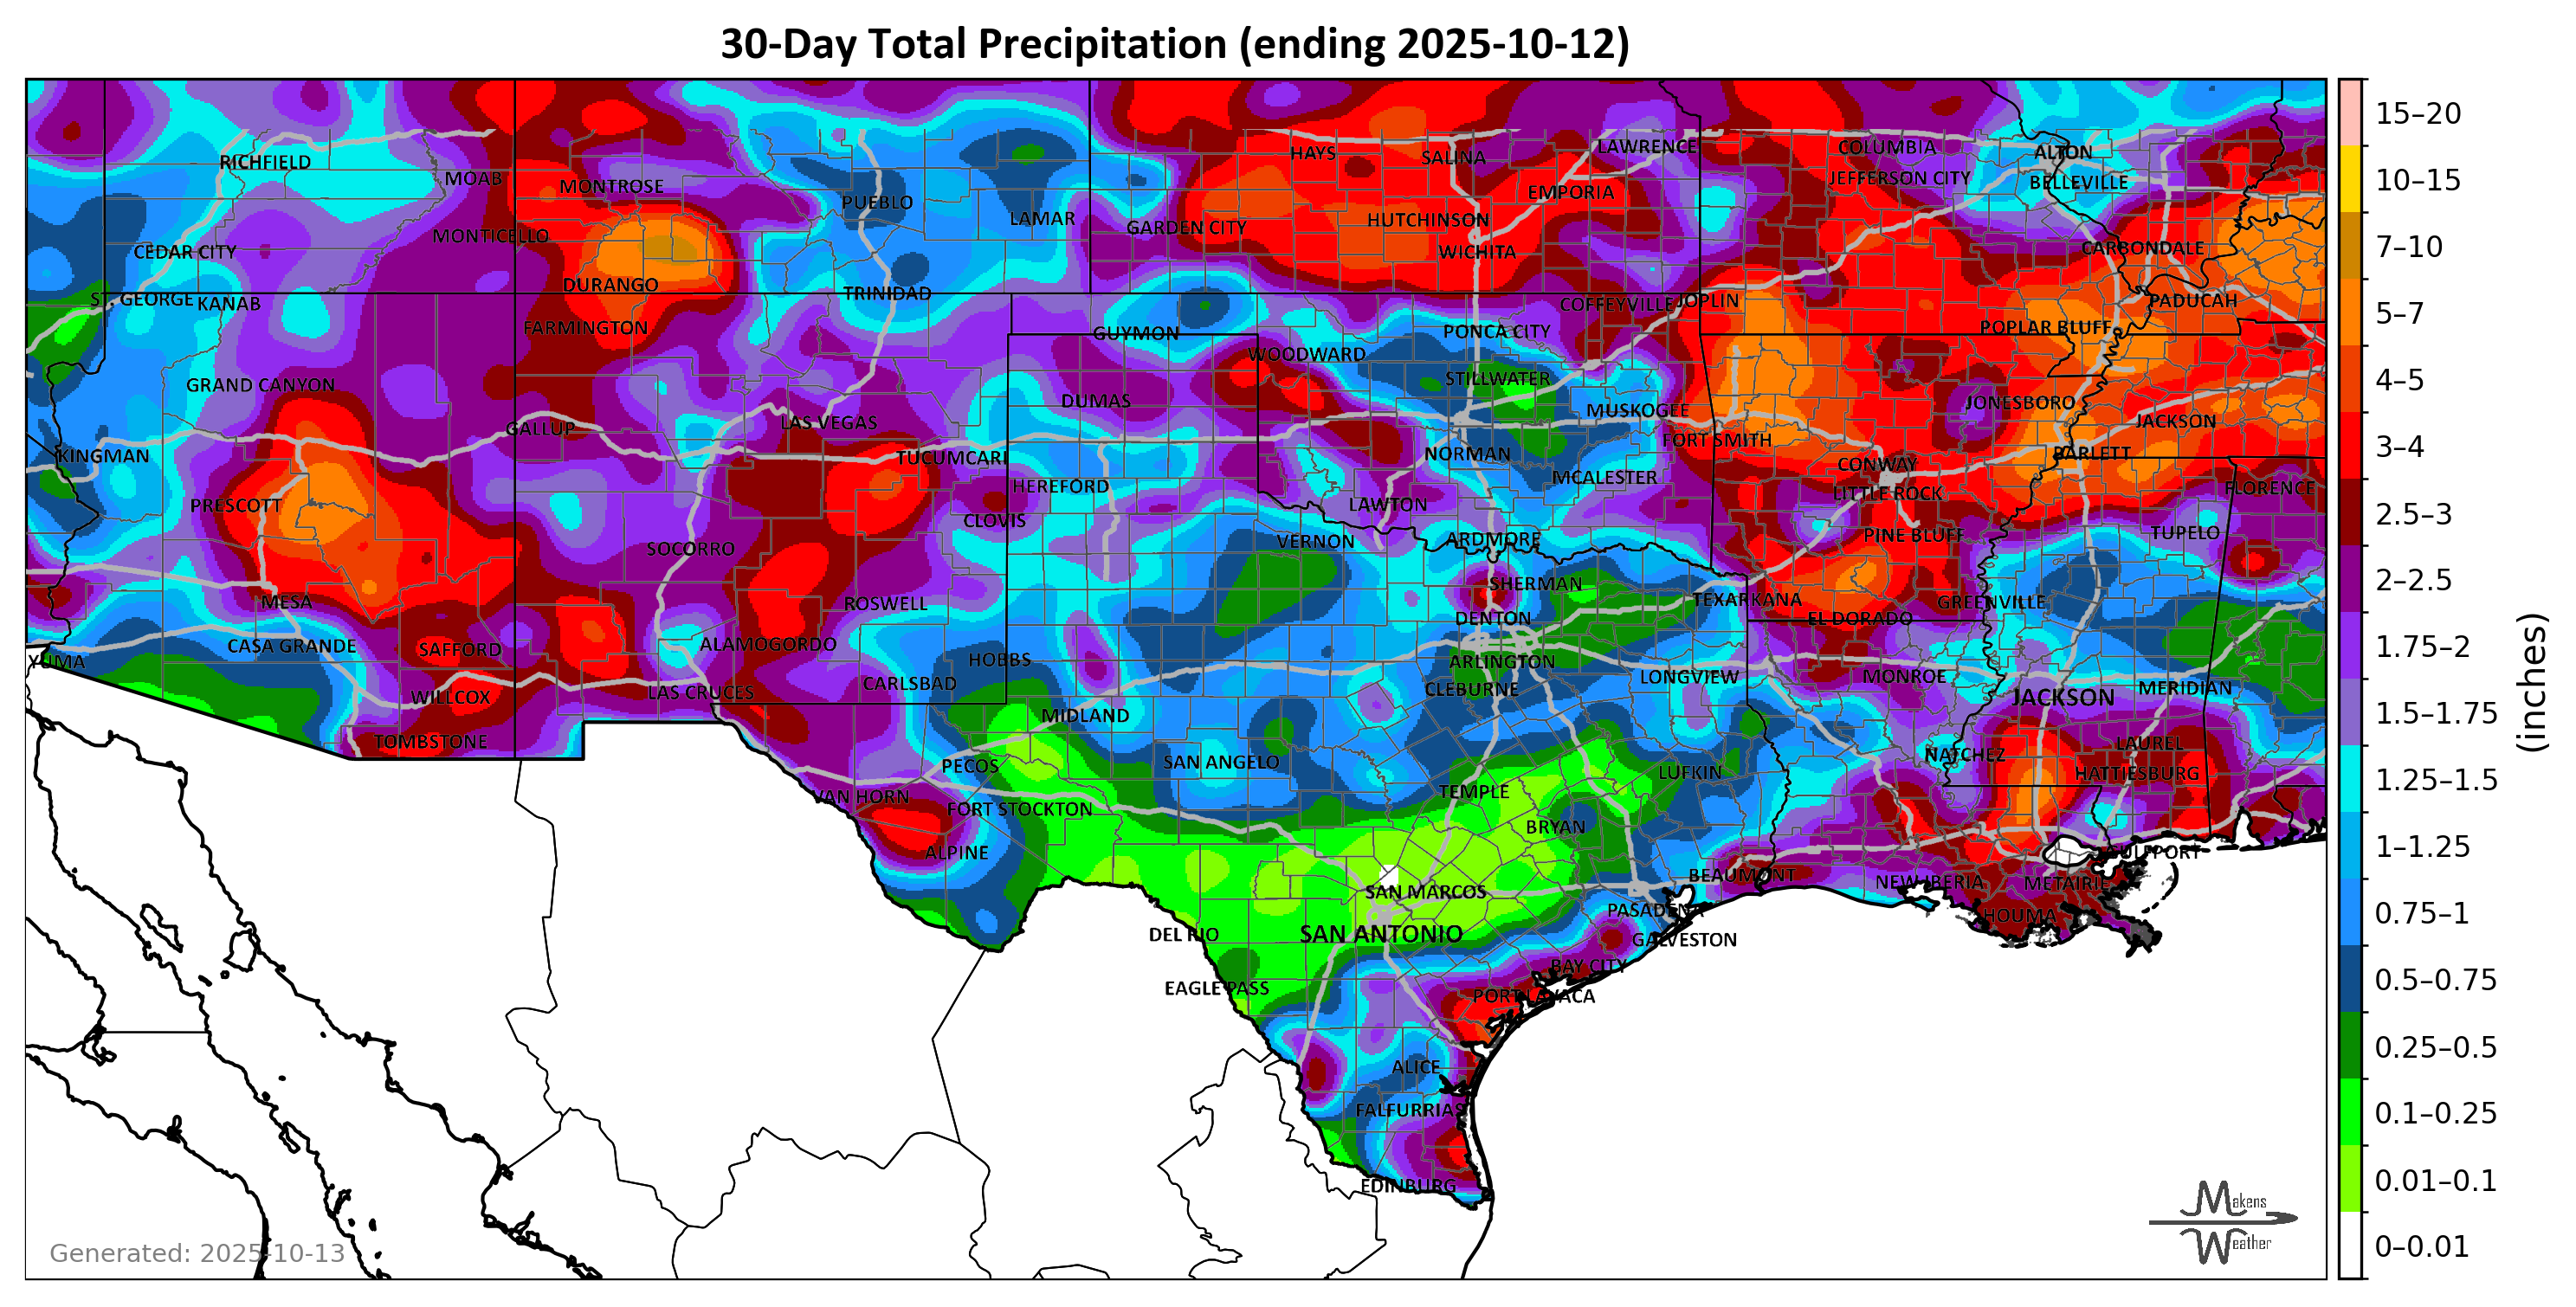 30-Day Total Precipitation (ending 2025-10-12)
RICHFIELD
MOAB
MONTROSE
PUEBLO
LAMAR
HAYS
SALINA
LAWRENCE
EMPORIA
COLUMBIA
JEFFERSON CITY
ALTON
BELLEVILLE
CEDAR CITY
MONTICELLO
GARDEN CITY
HUTCHINSON
WICHITA
CARBONDALE
DURANGO
TRINIDAD
ST. GEORGE
KANAB
FARMINGTON
GUYMON
COFFEYVILLE
JOPLIN
PONCA CITY
POPLAR BLUFF
PADUCAH
WOODWARD
STILLWATER
GRAND CANYON
DUMAS
MUSKOGEE
JONESBORO
JACKSON
GALLUP
LAS VEGAS
TUCUMCARI
NORMAN
FORT SMITH
BARLETT
KINGMAN
HEREFORD
MCALESTER
CONWAY
LITTLE ROCK
FLORENCE
PRESCOTT
CLOVIS
LAWTON
PINE BLUFF
TUPELO
SOCORRO
VERNON
ARDMORE
SHERMAN
MESA
ROSWELL
DENTON
TEXARKANA
EL DORADO
GREENVILLE
CASA GRANDE
SAFFORD
ALAMOGORDO
HOBBS
ARLINGTON
YUMA
CLEBURNE
LONGVIEW
MONROE
WILLCOX
LAS CRUCES
CARLSBAD
JACKSON
MERIDIAN
MIDLAND
TOMBSTONE
PECOS
SAN ANGELO
LUFKIN
NATCHEZ
LAUREL
HATTIESBURG
VAN HORN
FORT STOCKTON
TEMPLE
BRYAN
ALPINE
GULFPORT
SAN MARCOS
BEAUMONT
NEW IBERIA
METAIRIE
PASADENA
HOUMA
DEL RIO
SAN ANTONIO
GALVESTON
BAY CITY
EAGLE PASS
PORT LAVACA
ALICE
FALFURRIAS
EDINBURG
Generated: 2025-10-13
Makens
Weather
15–20
10–15
7–10
5–7
4–5
3–4
2.5–3
2–2.5
1.75–2
1.5–1.75
1.25–1.5
1–1.25
0.75–1
0.5–0.75
0.25–0.5
0.1–0.25
0.01–0.1
0–0.01
(inches)